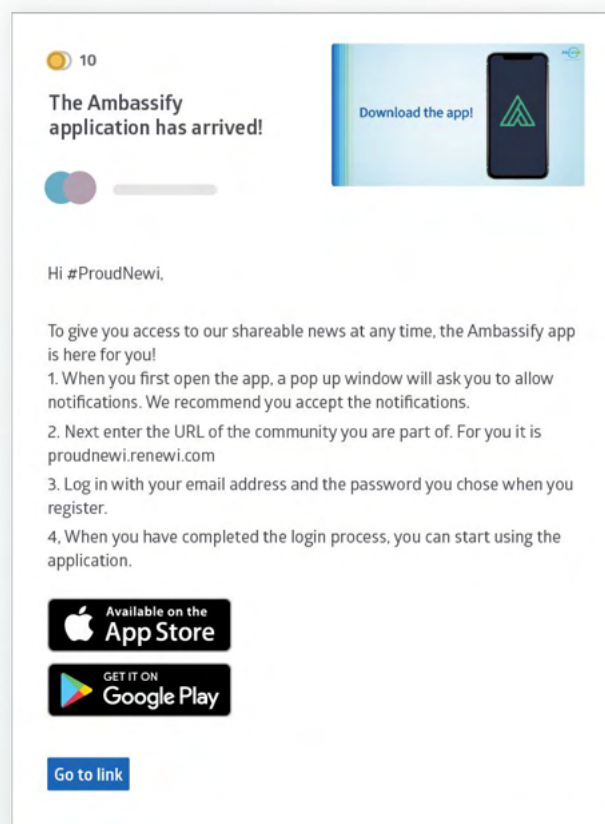 10
The Ambassify
application has arrived!
Download the app!
Hi #ProudNewi,
To give you access to our shareable news at any time, the Ambassify app
is here for you!
1. When you first open the app, a pop up window will ask you to allow
notifications. We recommend you accept the notifications.
2. Next enter the URL of the community you are part of. For you it is
proudnewi.renewi.com
3. Log in with your email address and the password you chose when you
register.
4, When you have completed the login process, you can start using the
application.
Available on the
App Store
GET IT ON
Google Play
Go to link